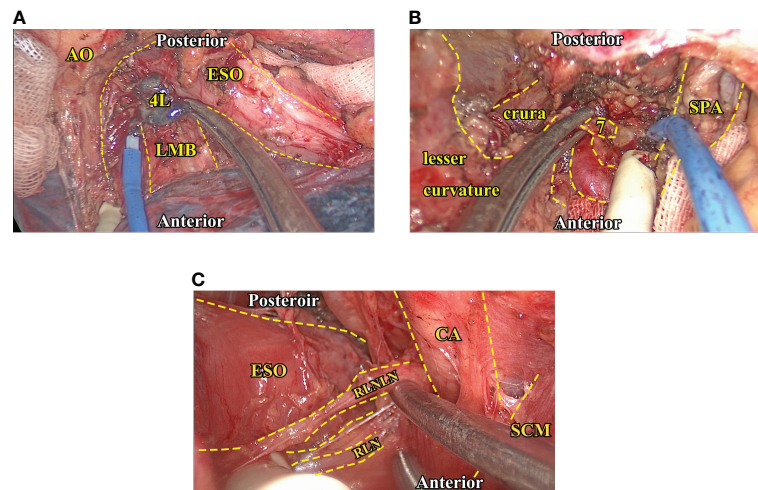 A
Posterior
AO
ESO
4L
LMB
Anterior
B
Posterior
crura
7
SPA
lesser
curvature
Anterior
C
Posteroir
CA
ESO
RLNLN
RLN
SCM
Anterior